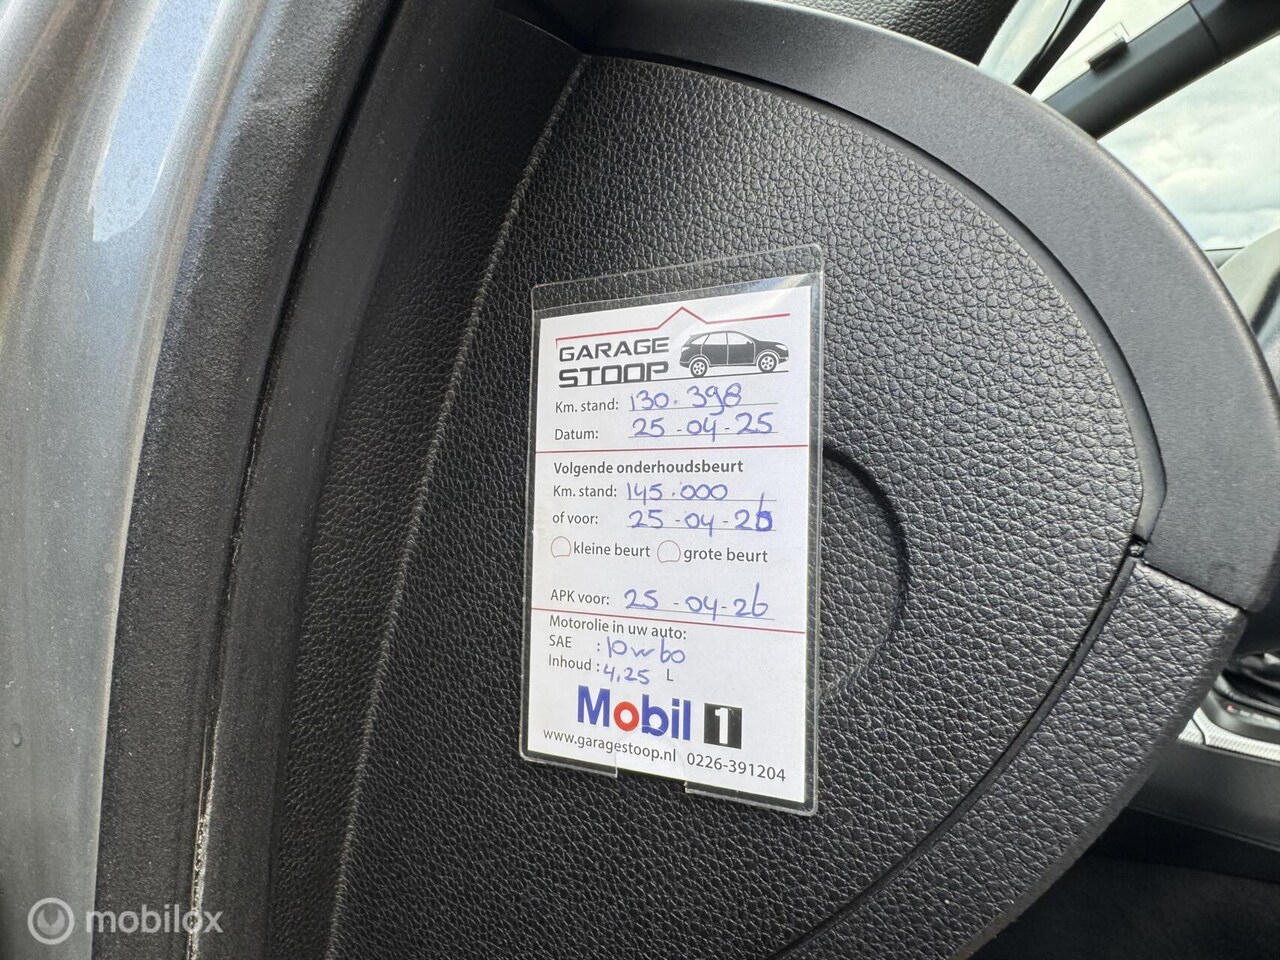 GARAGE
STOOP
Km. stand: 130.398
Datum: 25-04-25
Volgende onderhoudsbeurt
Km. stand: 145.000
of voor: 25-04-26
kleine beurt grote beurt
APK voor: 25-04-26
Motorolie in uw auto:
SAE : 10w60
Inhoud : 4,25 L
Mobil 1
www.garagestoop.nl 0226-391204
mobilox